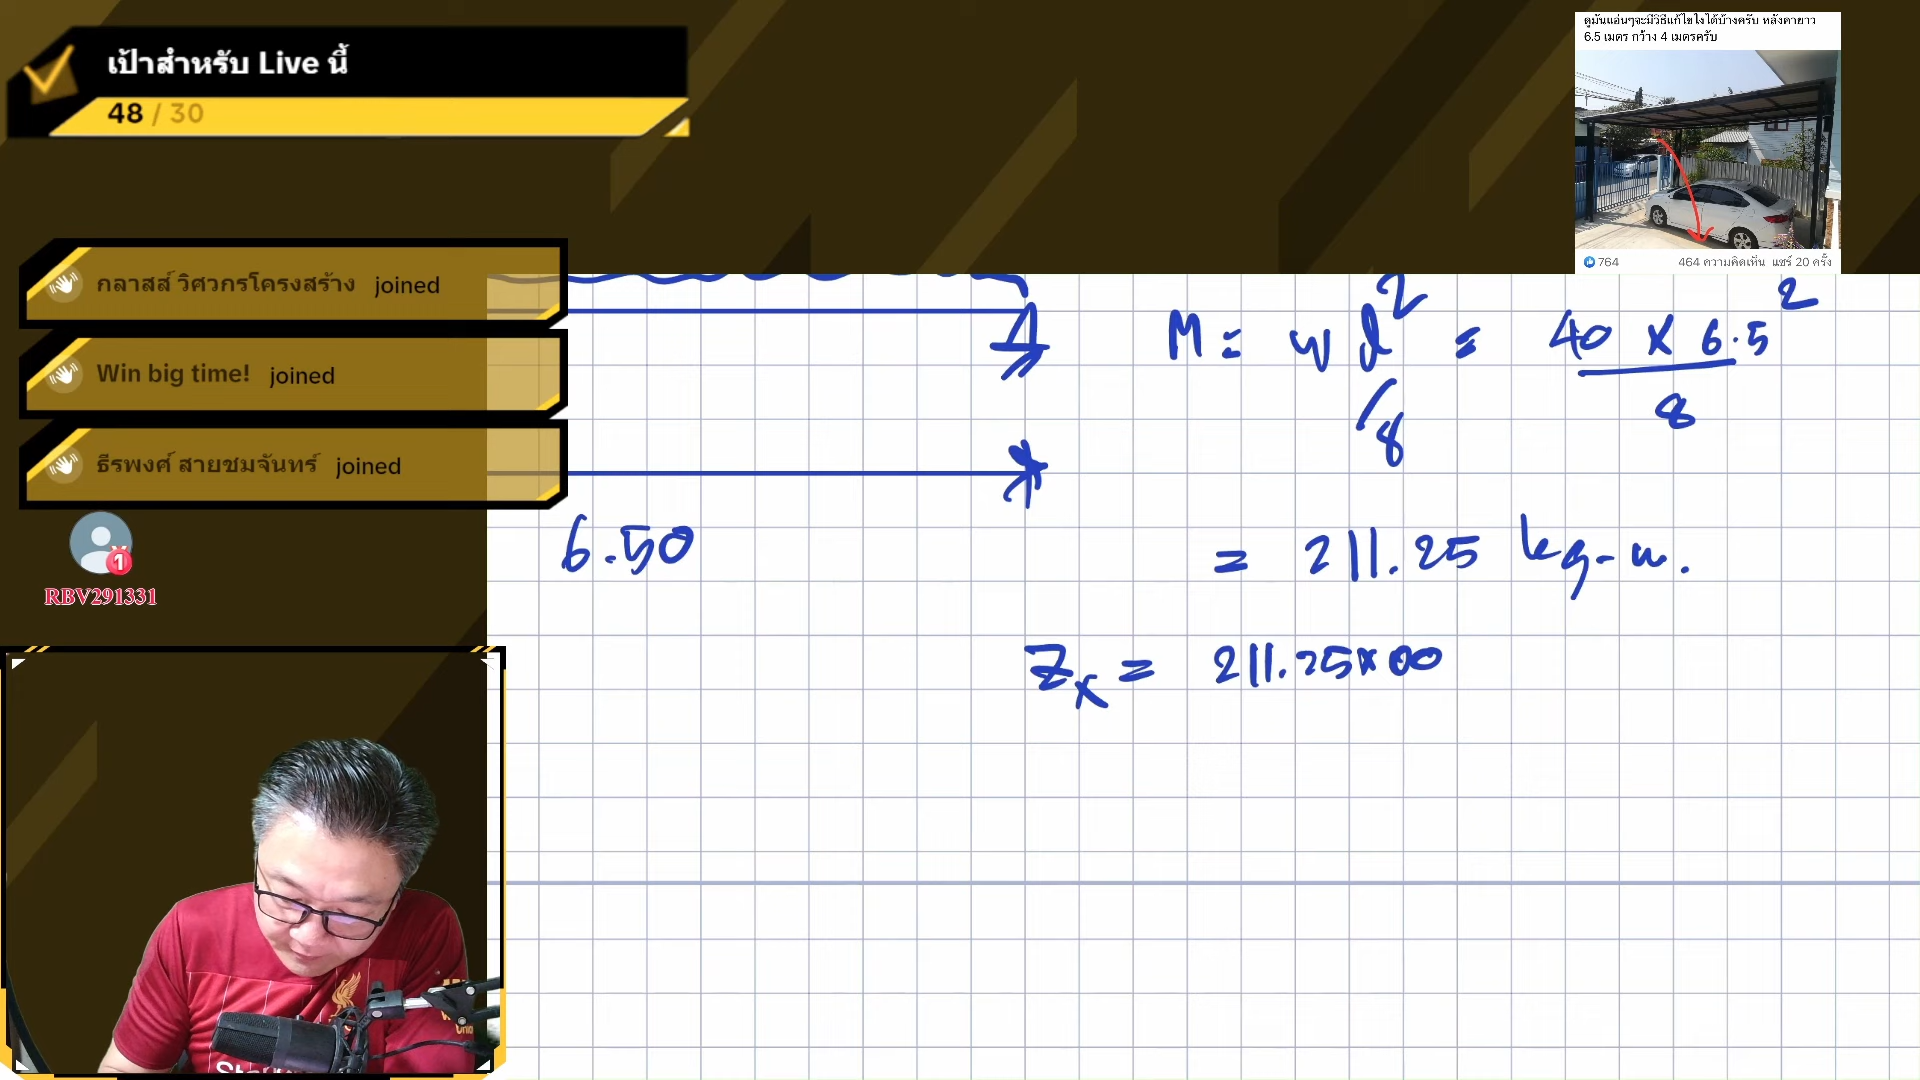 เป้าสำหรับ Live นี้
48 / 30
ดูมันแอ่นๆจะมีวิธีแก้ไขไงได้บ้างครับ หลังคายาว
6.5 เมตร กว้าง 4 เมตรครับ
764 464 ความคิดเห็น แชร์ 20 ครั้ง
กลาสส์ วิศวกรโครงสร้าง joined
Win big time! joined
ธีรพงศ์ สายชมจันทร์ joined
1
RBV291331
M = wl²/8 = 40 x 6.5² / 8
6.50
= 211.25 kg-m.
Zx = 211.25x00